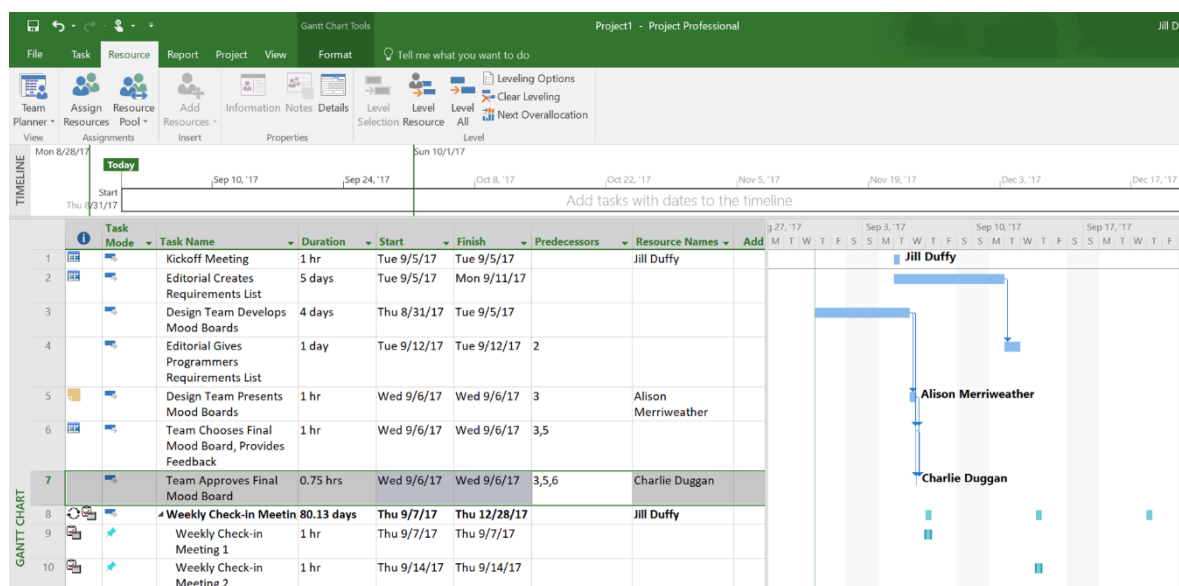 Gantt Chart Tools
Project1 - Project Professional
Jill D
File Task Resource Report Project View Format Tell me what you want to do
Team Planner
Assign Resources
Resource Pool
Add Resources
Information Notes Details
Level Selection
Level Resource
Level All
Leveling Options
Clear Leveling
Next Overallocation
View Assignments Insert Properties Level
TIMELINE
Mon 8/28/17 Sun 10/1/17
Today
Sep 10, '17 Sep 24, '17 Oct 8, '17 Oct 22, '17 Nov 5, '17 Nov 19, '17 Dec 3, '17 Dec 17, '17
Start
Thu 8/31/17
Add tasks with dates to the timeline
GANTT CHART
Task Mode Task Name Duration Start Finish Predecessors Resource Names Add
g 27, '17 Sep 3, '17 Sep 10, '17 Sep 17, '17
M T W T F S S M T W T F S S M T W T F S S M T W T F
1 Kickoff Meeting 1 hr Tue 9/5/17 Tue 9/5/17 Jill Duffy
Jill Duffy
2 Editorial Creates Requirements List 5 days Tue 9/5/17 Mon 9/11/17
3 Design Team Develops Mood Boards 4 days Thu 8/31/17 Tue 9/5/17
4 Editorial Gives Programmers Requirements List 1 day Tue 9/12/17 Tue 9/12/17 2
5 Design Team Presents Mood Boards 1 hr Wed 9/6/17 Wed 9/6/17 3 Alison Merriweather
Alison Merriweather
6 Team Chooses Final Mood Board, Provides Feedback 1 hr Wed 9/6/17 Wed 9/6/17 3,5
7 Team Approves Final Mood Board 0.75 hrs Wed 9/6/17 Wed 9/6/17 3,5,6 Charlie Duggan
Charlie Duggan
8 Weekly Check-in Meetin 80.13 days Thu 9/7/17 Thu 12/28/17 Jill Duffy
9 Weekly Check-in Meeting 1 1 hr Thu 9/7/17 Thu 9/7/17
10 Weekly Check-in Meeting 2 1 hr Thu 9/14/17 Thu 9/14/17